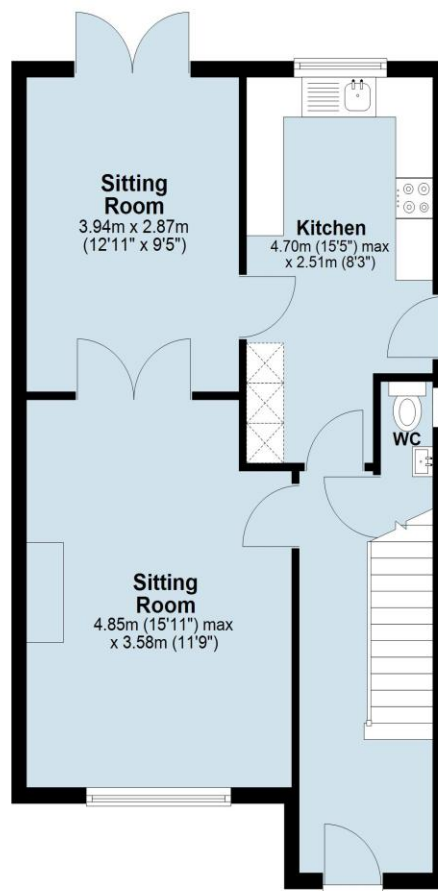 Sitting
Room
3.94m x 2.87m
(12'11" x 9'5")
Kitchen
4.70m (15'5") max
x 2.51m (8'3")
WC
Sitting
Room
4.85m (15'11") max
x 3.58m (11'9")